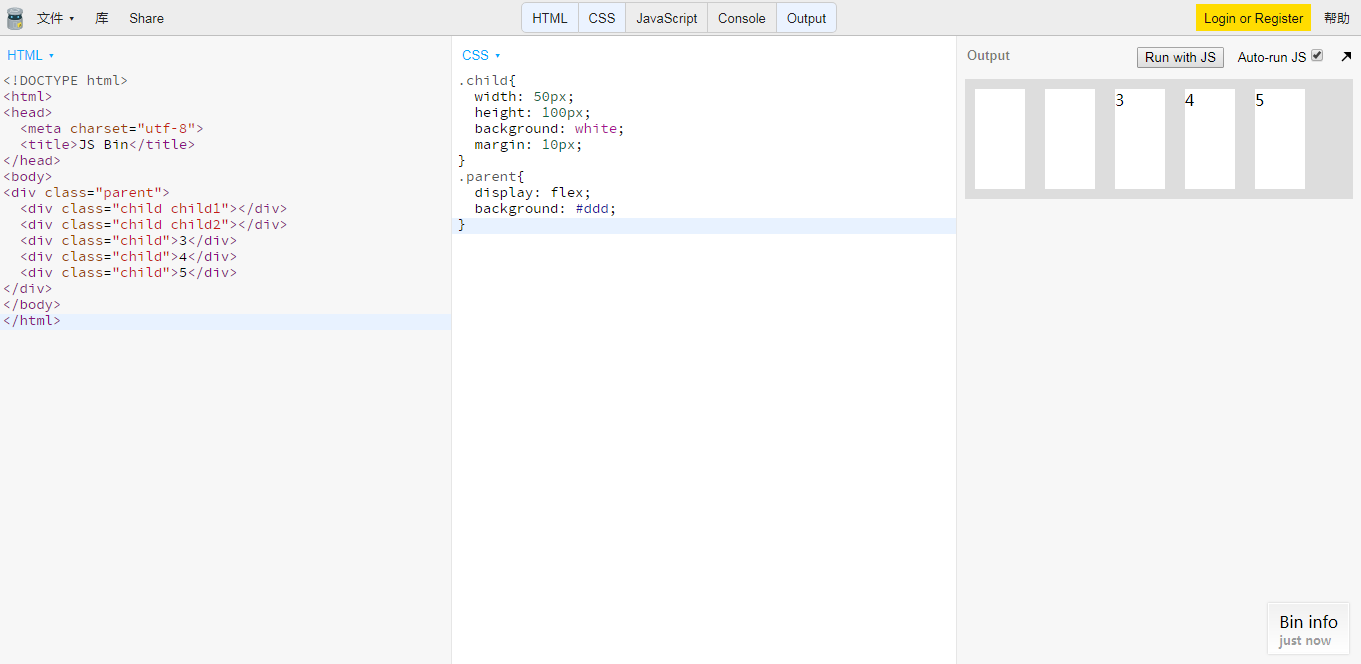 文件 ▾ 库 Share HTML CSS JavaScript Console Output Login or Register 帮助
HTML ▾
<!DOCTYPE html>
<html>
<head>
  <meta charset="utf-8">
  <title>JS Bin</title>
</head>
<body>
<div class="parent">
  <div class="child child1"></div>
  <div class="child child2"></div>
  <div class="child">3</div>
  <div class="child">4</div>
  <div class="child">5</div>
</div>
</body>
</html>
CSS ▾
.child{
  width: 50px;
  height: 100px;
  background: white;
  margin: 10px;
}
.parent{
  display: flex;
  background: #ddd;
}
Output Run with JS Auto-run JS
3 4 5
Bin info
just now